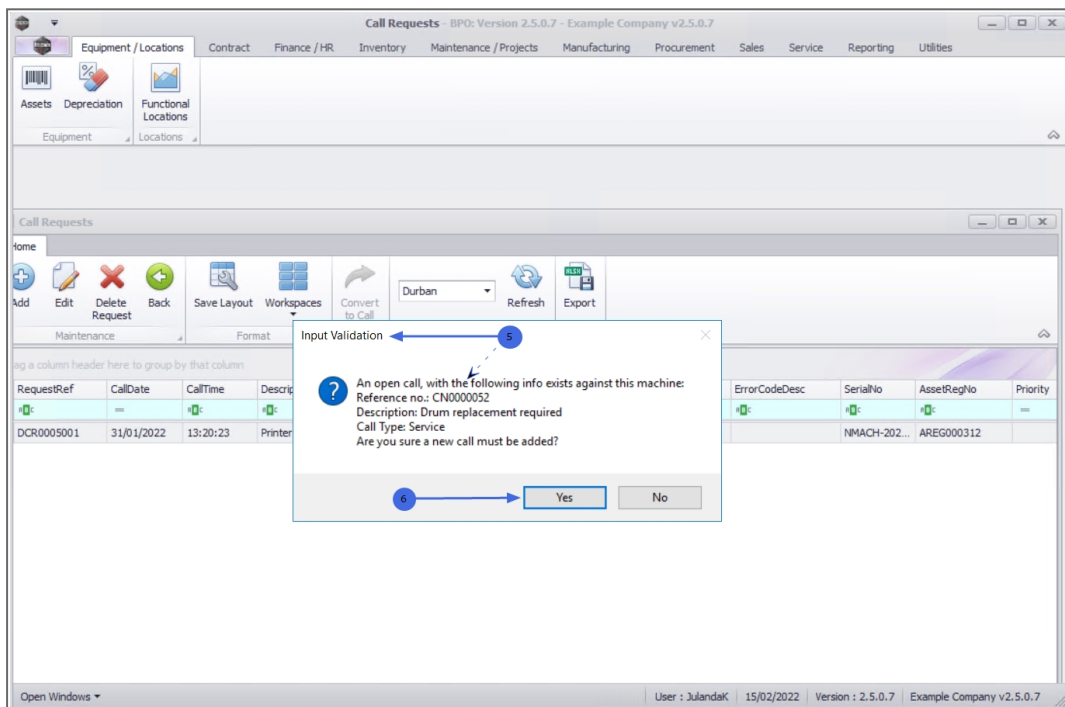 Call Requests - BPO: Version 2.5.0.7 - Example Company v2.5.0.7
Equipment / Locations Contract Finance / HR Inventory Maintenance / Projects Manufacturing Procurement Sales Service Reporting Utilities
Assets Depreciation Functional
Locations
Equipment Locations
Call Requests
Home
Add Edit Delete
Request Back Save Layout Workspaces Convert
to Call Durban Refresh Export
XLSX
Maintenance Format
Input Validation 5
ag a column header here to group by that column
An open call, with the following info exists against this machine:
Reference no.: CN0000052
Description: Drum replacement required
Call Type: Service
Are you sure a new call must be added?
6 Yes No
RequestRef CallDate CallTime Descrip ErrorCodeDesc SerialNo AssetRegNo Priority
DCR0005001 31/01/2022 13:20:23 Printer NMACH-202... AREG000312
Open Windows User : JulandaK 15/02/2022 Version : 2.5.0.7 Example Company v2.5.0.7